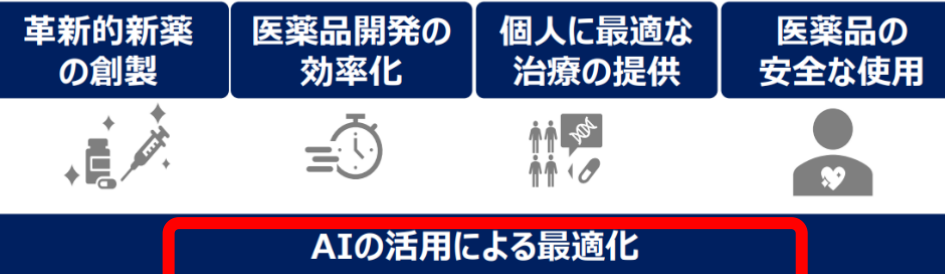 革新的新薬
の創製
医薬品開発の
効率化
個人に最適な
治療の提供
医薬品の
安全な使用
AIの活用による最適化